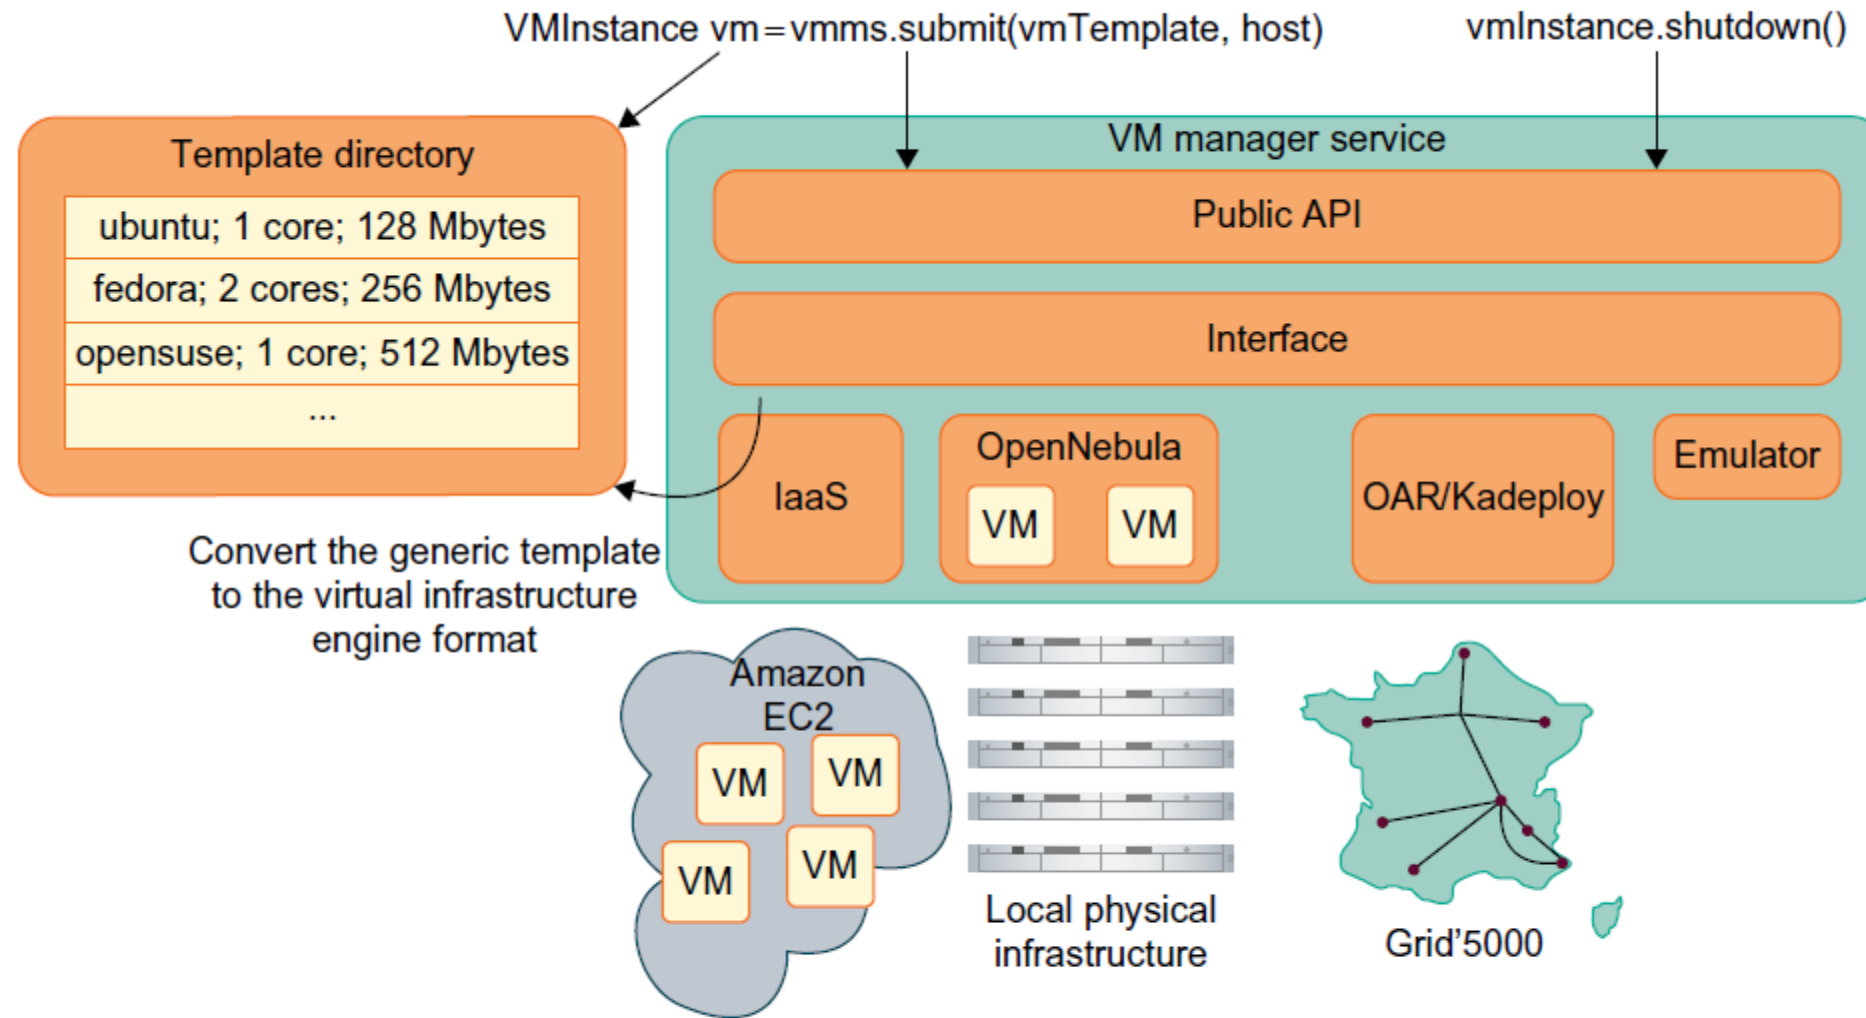 VMInstance vm=vmms.submit(vmTemplate, host)
vmInstance.shutdown()
Template directory
ubuntu; 1 core; 128 Mbytes
fedora; 2 cores; 256 Mbytes
opensuse; 1 core; 512 Mbytes
...
Convert the generic template
to the virtual infrastructure
engine format
VM manager service
Public API
Interface
IaaS
OpenNebula
VM
VM
OAR/Kadeploy
Emulator
Amazon
EC2
VM
VM
VM
VM
Local physical
infrastructure
Grid’5000